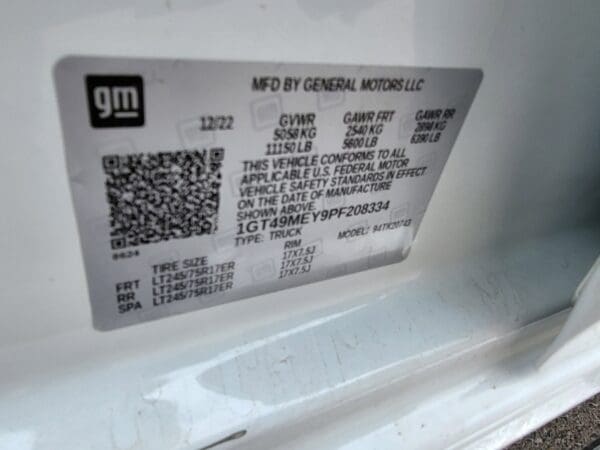 gm
MFD BY GENERAL MOTORS LLC
12/22 GVWR GAWR FRT GAWR RR
5058 KG 2540 KG 2898 KG
11150 LB 5600 LB 6390 LB
THIS VEHICLE CONFORMS TO ALL
APPLICABLE U.S. FEDERAL MOTOR
VEHICLE SAFETY STANDARDS IN EFFECT
ON THE DATE OF MANUFACTURE
SHOWN ABOVE.
1GT49MEY9PF208334
TYPE: TRUCK MODEL: 94TK20743
8624
TIRE SIZE RIM
FRT LT245/75R17ER 17X7.5J
RR LT245/75R17ER 17X7.5J
SPA LT245/75R17ER 17X7.5J